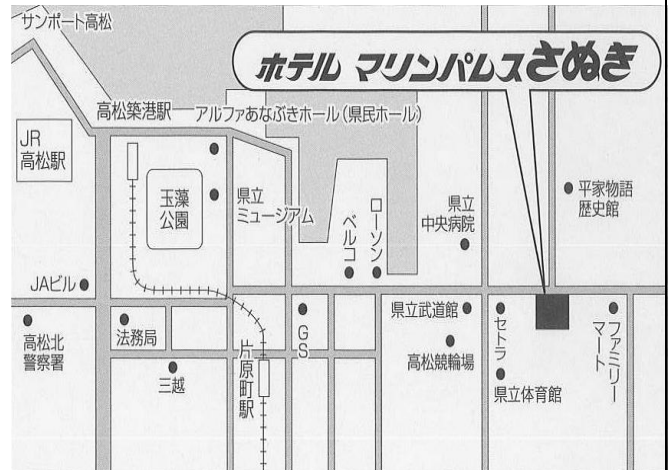 サンポート高松
ホテル マリンパレスさぬき
高松築港駅
アルファあなぶきホール(県民ホール)
JR
高松駅
玉藻
公園
県立
ミュージアム
ベルコ
ローソン
県立
中央病院
平家物語
歴史館
JAビル
高松北
警察署
法務局
三越
片原町駅
GS
県立武道館
高松競輪場
セトラ
県立体育館
ファミリー
マート